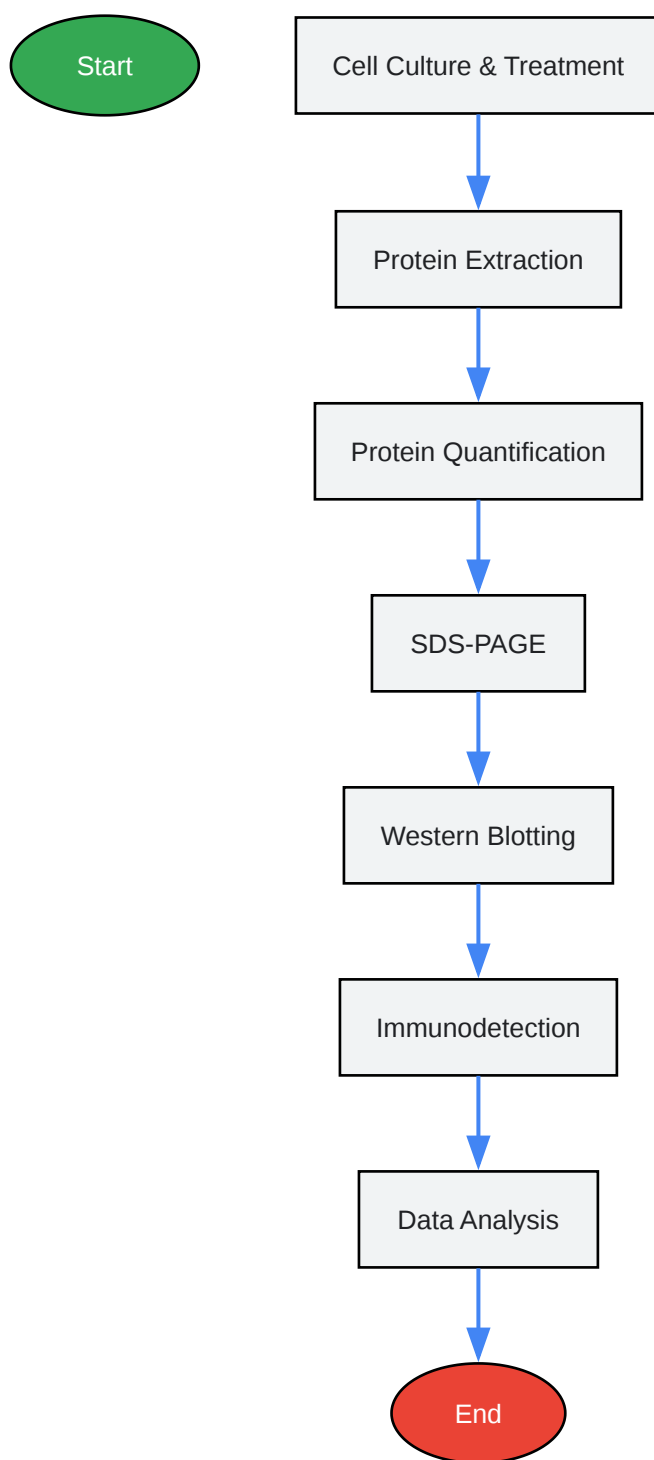 Start
Cell Culture & Treatment
Protein Extraction
Protein Quantification
SDS-PAGE
Western Blotting
Immunodetection
Data Analysis
End